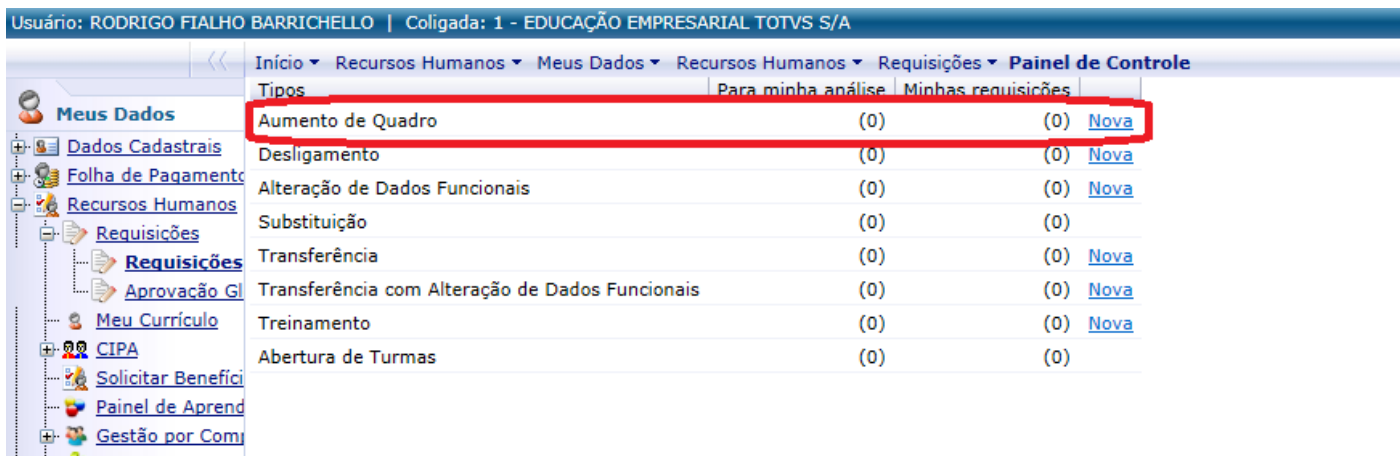 Usuário: RODRIGO FIALHO BARRICHELLO | Coligada: 1 - EDUCAÇÃO EMPRESARIAL TOTVS S/A
Início Recursos Humanos Meus Dados Recursos Humanos Requisições Painel de Controle
Meus Dados
Dados Cadastrais
Folha de Pagamento
Recursos Humanos
Requisições
Requisições
Aprovação Gl
Meu Currículo
CIPA
Solicitar Benefíci
Painel de Aprend
Gestão por Com
Tipos Para minha análise Minhas requisições
Aumento de Quadro (0) (0) Nova
Desligamento (0) (0) Nova
Alteração de Dados Funcionais (0) (0) Nova
Substituição (0) (0)
Transferência (0) (0) Nova
Transferência com Alteração de Dados Funcionais (0) (0) Nova
Treinamento (0) (0) Nova
Abertura de Turmas (0) (0)